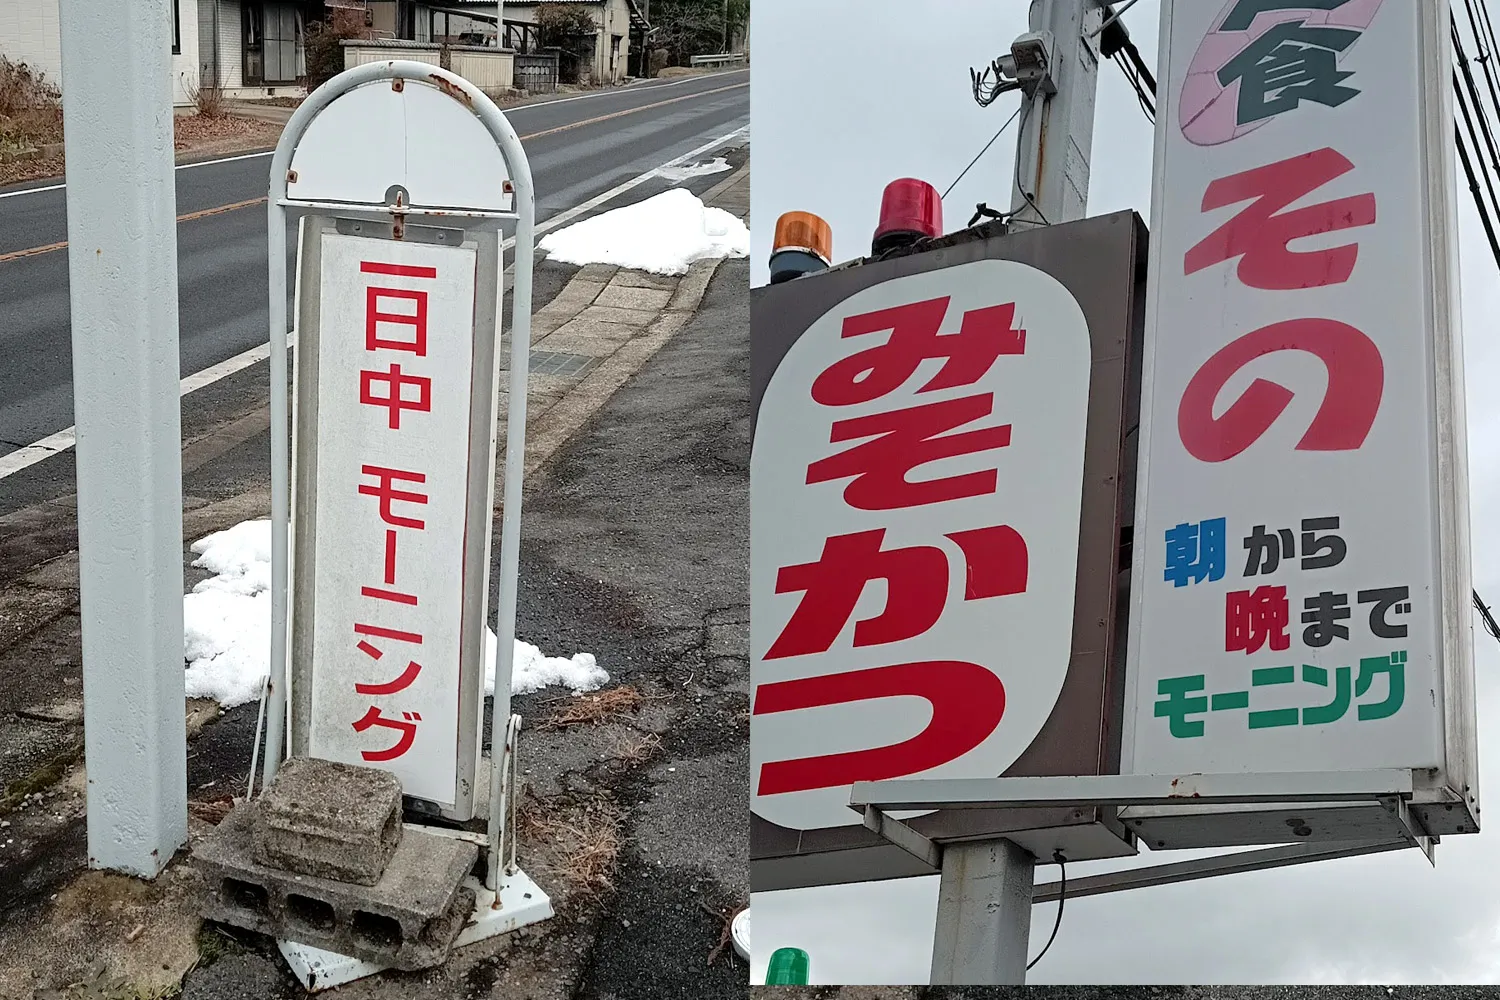 一日中 モーニング
みそかつ
食
その
朝から
晩まで
モーニング